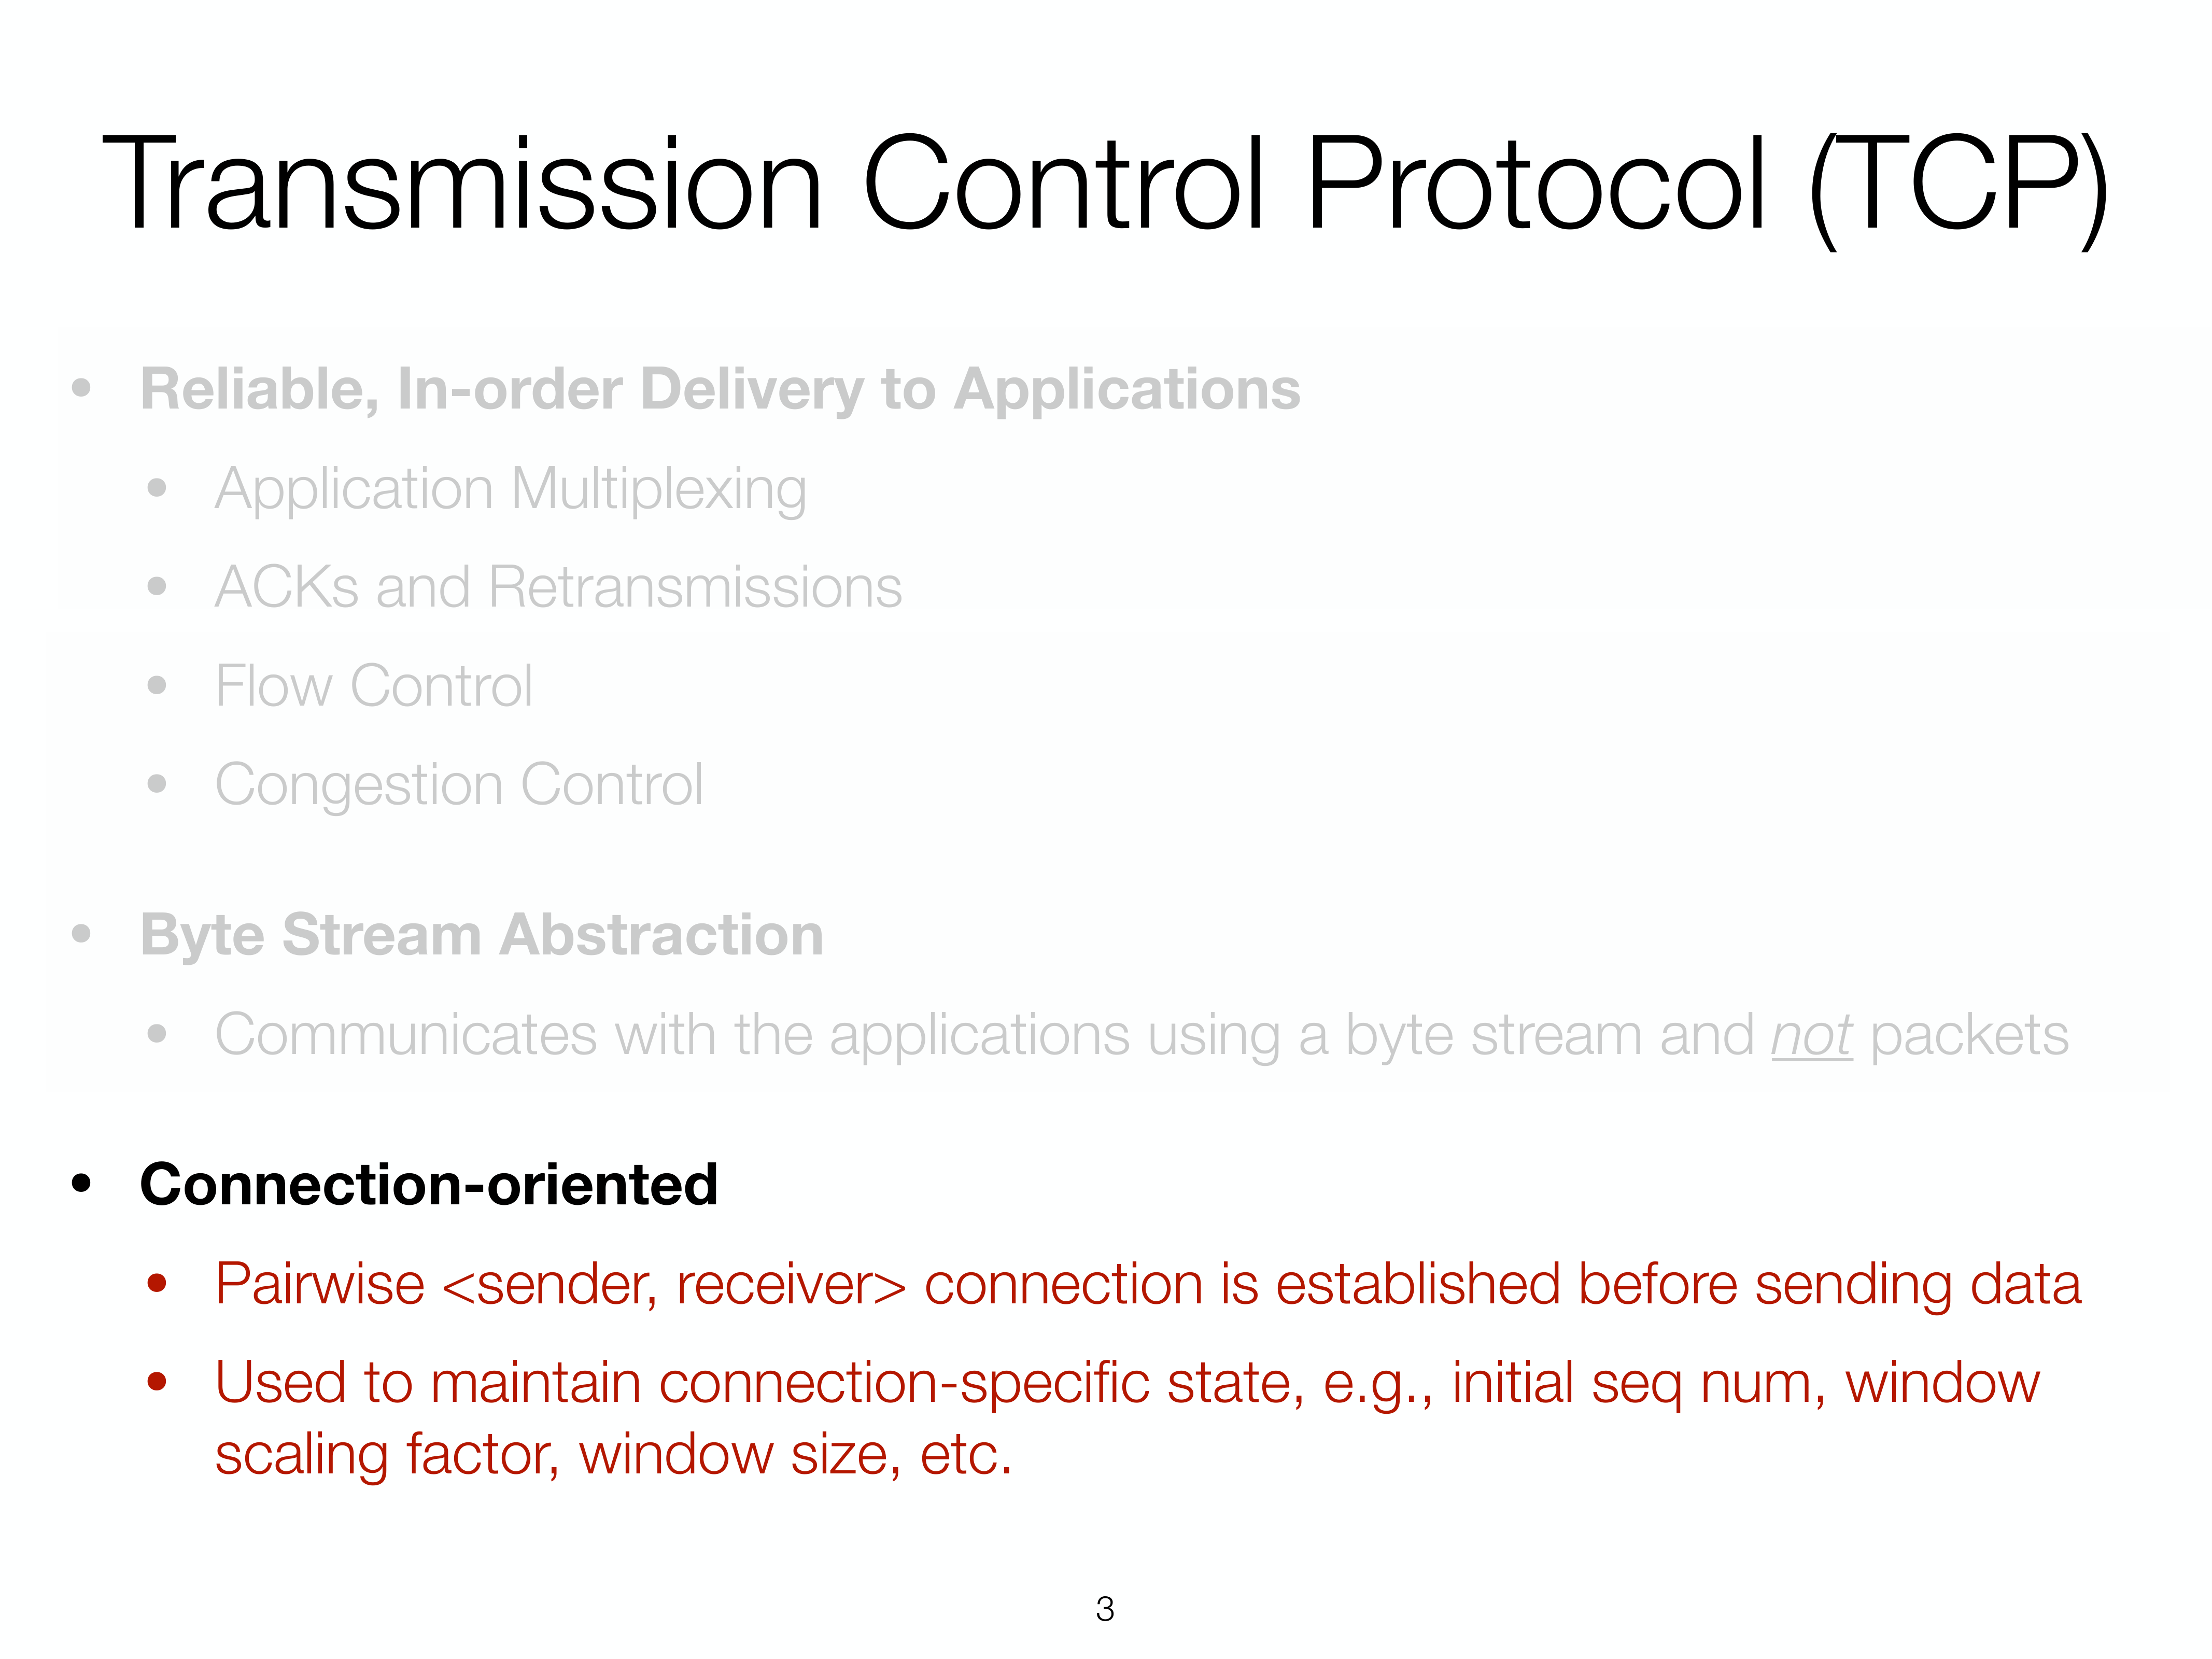 Transmission Control Protocol (TCP)
• Reliable, In-order Delivery to Applications
• Application Multiplexing
• ACKs and Retransmissions
• Flow Control
• Congestion Control
• Byte Stream Abstraction
• Communicates with the applications using a byte stream and not packets
• Connection-oriented
• Pairwise <sender, receiver> connection is established before sending data
• Used to maintain connection-specific state, e.g., initial seq num, window
scaling factor, window size, etc.
3